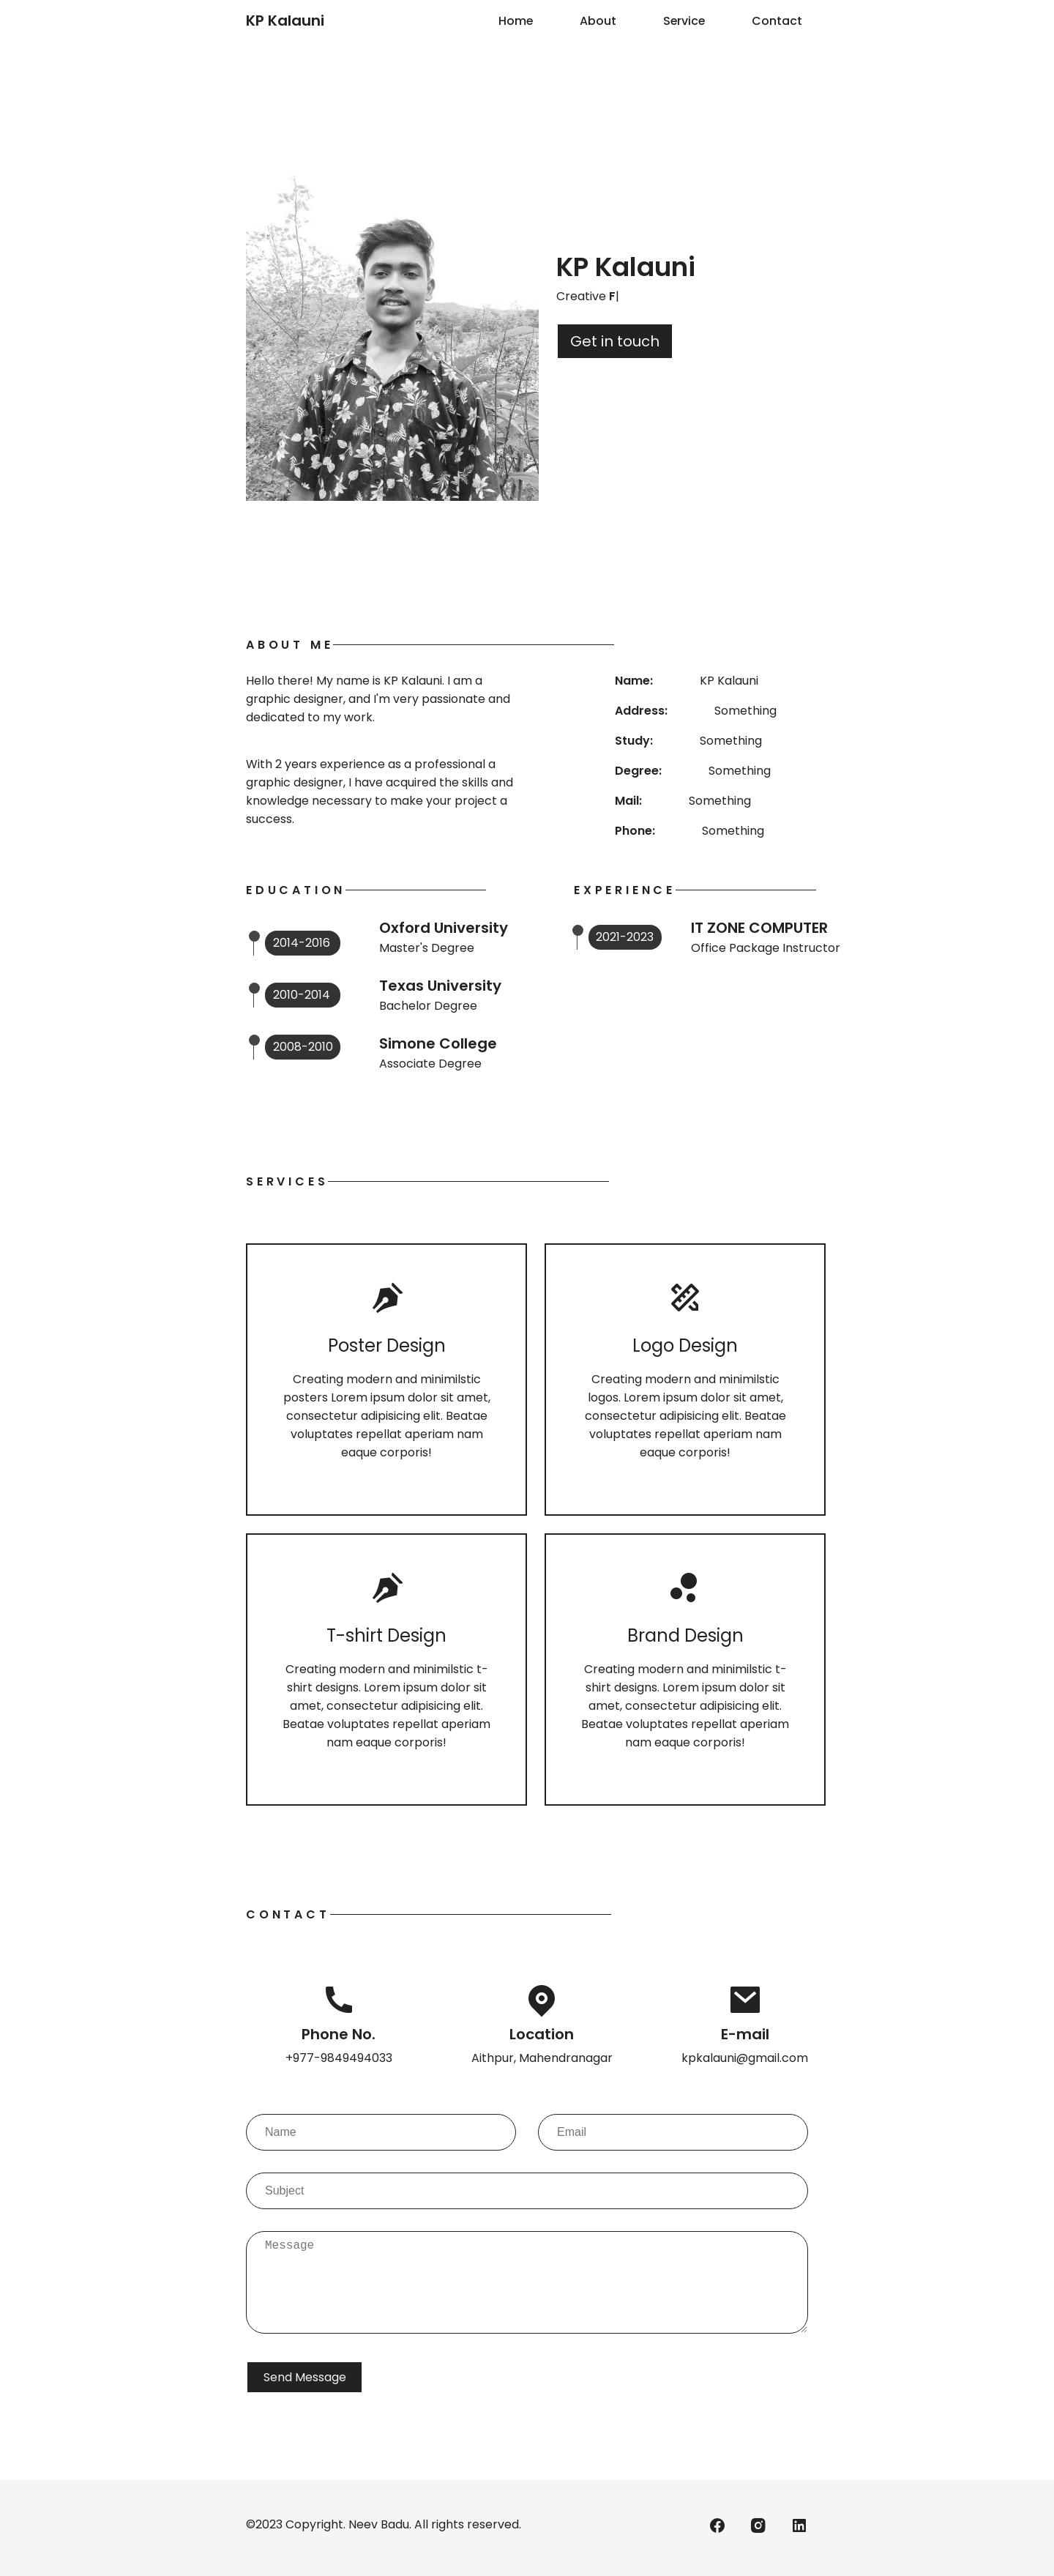 KP Kalauni
Home
About
Service
Contact
KP Kalauni
Creative F|
Get in touch
ABOUT ME
Hello there! My name is KP Kalauni. I am a
graphic designer, and I'm very passionate and
dedicated to my work.
With 2 years experience as a professional a
graphic designer, I have acquired the skills and
knowledge necessary to make your project a
success.
Name: KP Kalauni
Address: Something
Study: Something
Degree: Something
Mail: Something
Phone: Something
EDUCATION
2014-2016
Oxford University
Master's Degree
2010-2014
Texas University
Bachelor Degree
2008-2010
Simone College
Associate Degree
EXPERIENCE
2021-2023
IT ZONE COMPUTER
Office Package Instructor
SERVICES
Poster Design
Creating modern and minimilstic
posters Lorem ipsum dolor sit amet,
consectetur adipisicing elit. Beatae
voluptates repellat aperiam nam
eaque corporis!
Logo Design
Creating modern and minimilstic
logos. Lorem ipsum dolor sit amet,
consectetur adipisicing elit. Beatae
voluptates repellat aperiam nam
eaque corporis!
T-shirt Design
Creating modern and minimilstic t-
shirt designs. Lorem ipsum dolor sit
amet, consectetur adipisicing elit.
Beatae voluptates repellat aperiam
nam eaque corporis!
Brand Design
Creating modern and minimilstic t-
shirt designs. Lorem ipsum dolor sit
amet, consectetur adipisicing elit.
Beatae voluptates repellat aperiam
nam eaque corporis!
CONTACT
Phone No.
+977-9849494033
Location
Aithpur, Mahendranagar
E-mail
kpkalauni@gmail.com
Name
Email
Subject
Message
Send Message
©2023 Copyright. Neev Badu. All rights reserved.